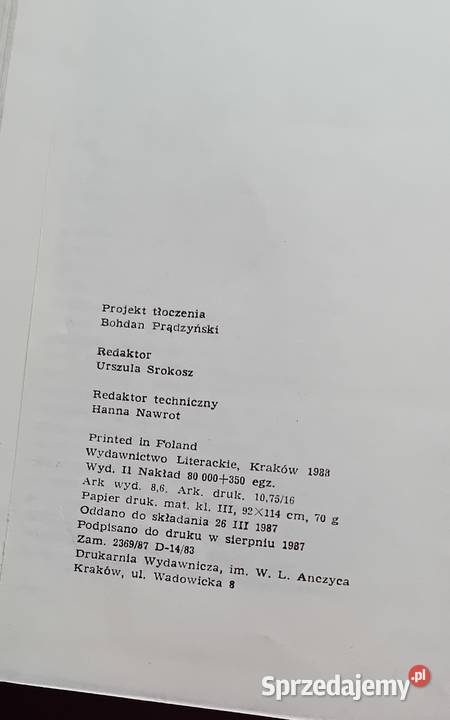 Projekt tłoczenia
Bohdan Prądzyński
Redaktor
Urszula Srokosz
Redaktor techniczny
Hanna Nawrot
Printed in Poland
Wydawnictwo Literackie, Kraków 1988
Wyd. II Nakład 80 000+350 egz.
Ark wyd. 8,6. Ark. druk. 10,75/16
Papier druk. mat. kl. III, 92×114 cm, 70 g
Oddano do składania 26 III 1987
Podpisano do druku w sierpniu 1987
Zam. 2369/87 D-14/83
Drukarnia Wydawnicza, im. W. L. Anczyca
Kraków, ul. Wadowicka 8
Sprzedajemy.pl